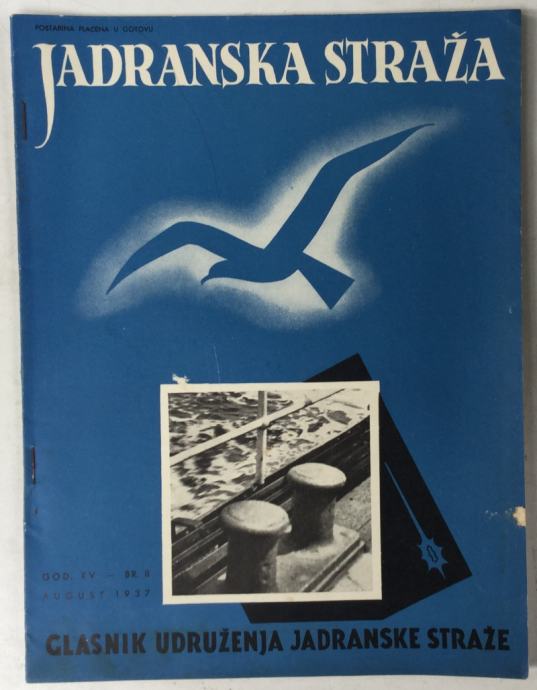 POŠTARINA PLAĆENA U GOTOVU
JADRANSKA STRAŽA
GOD. XV — BR. 8
AUGUST 1937
GLASNIK UDRUŽENJA JADRANSKE STRAŽE